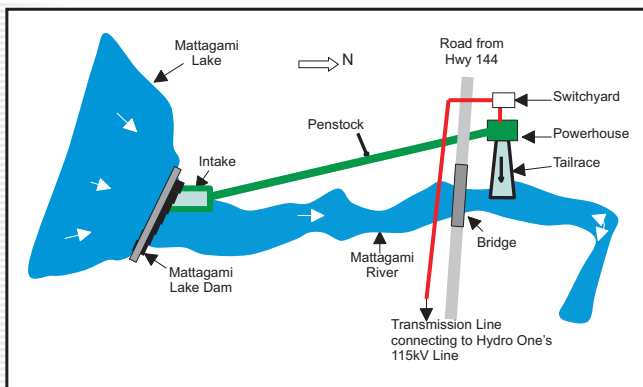 Mattagami
Lake
N
Road from
Hwy 144
Switchyard
Penstock
Powerhouse
Intake
Tailrace
Mattagami
Lake Dam
Mattagami
River
Bridge
Transmission Line
connecting to Hydro One's
115kV Line